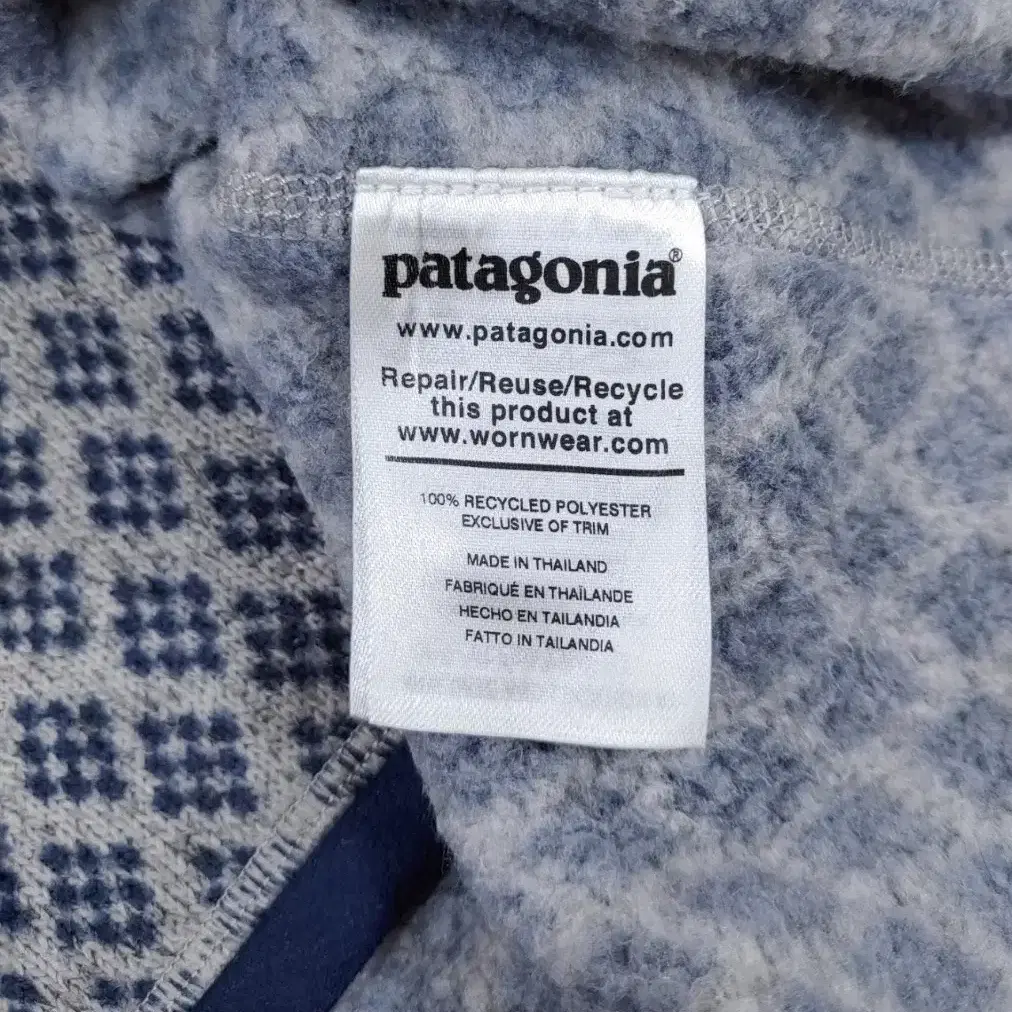 patagonia®
www.patagonia.com
Repair/Reuse/Recycle
this product at
www.wornwear.com
100% RECYCLED POLYESTER
EXCLUSIVE OF TRIM
MADE IN THAILAND
FABRIQUÉ EN THAÏLANDE
HECHO EN TAILANDIA
FATTO IN TAILANDIA